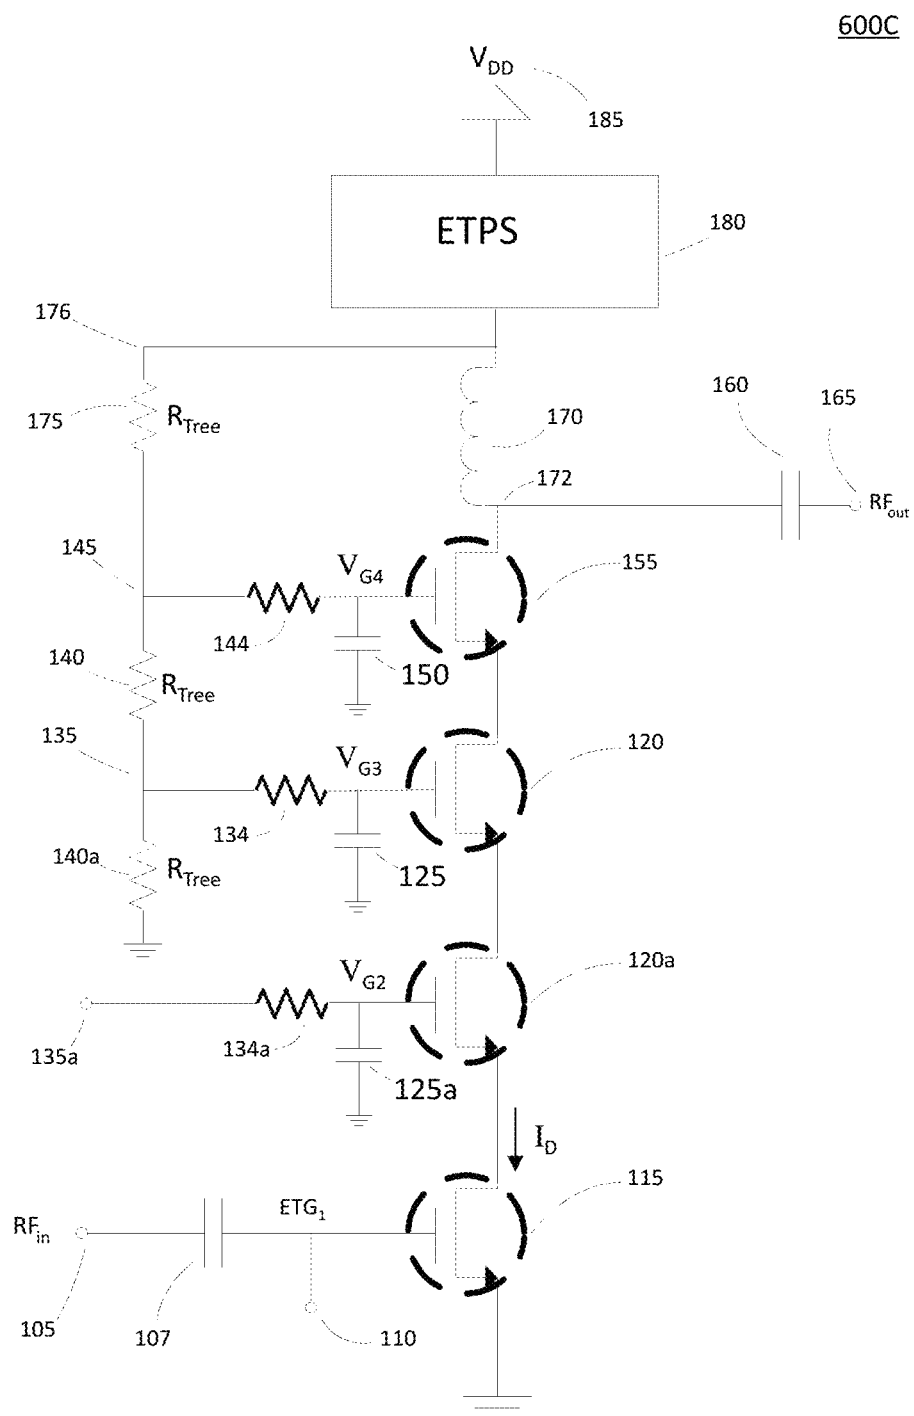 600C
VDD
185
ETPS
180
176
175
RTree
170
160
165
172
RFout
145
VG4
155
144
150
140
RTree
135
VG3
120
134
125
140a
RTree
VG2
120a
135a
134a
125a
ID
115
ETG1
RFin
105
107
110